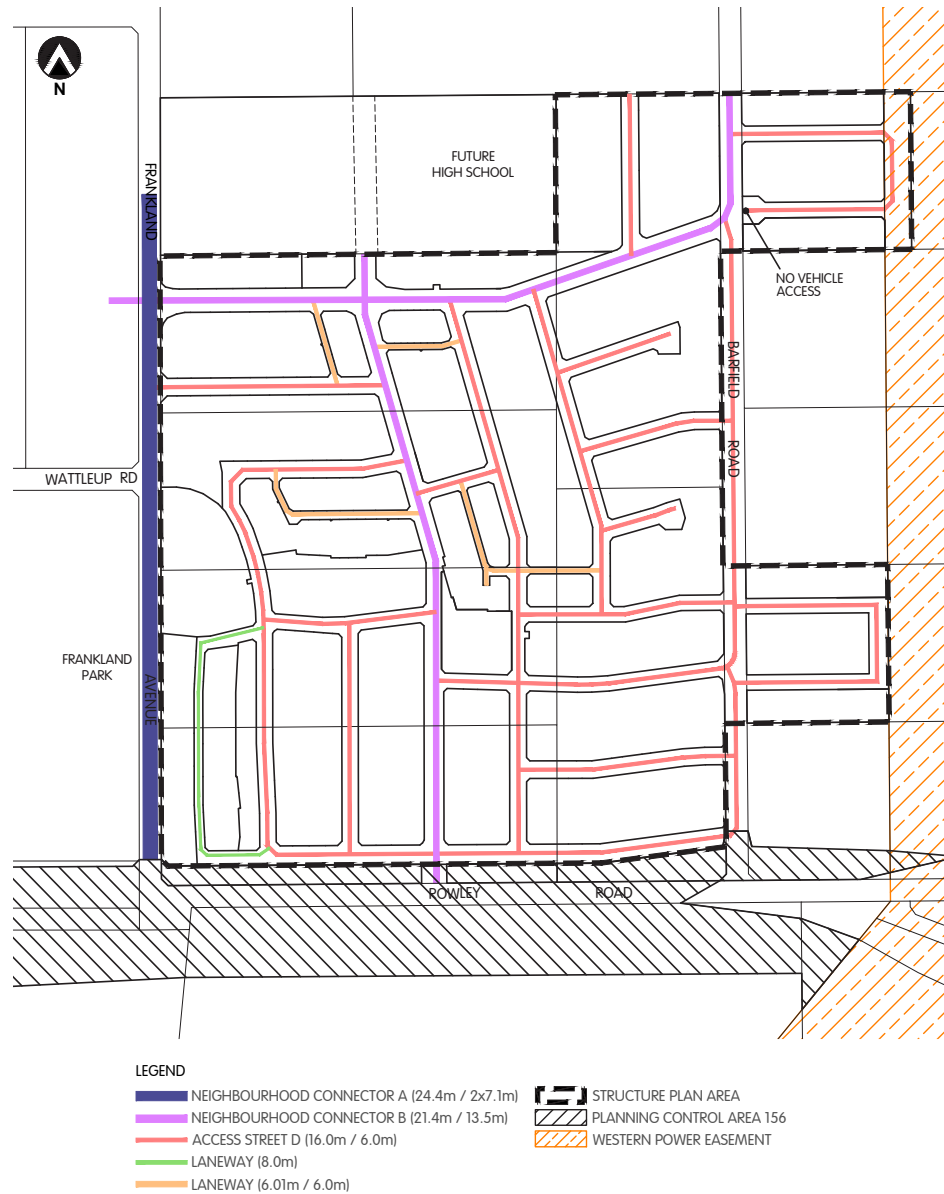 N
FRANKLAND
FUTURE
HIGH SCHOOL
NO VEHICLE
ACCESS
BARFIELD
ROAD
WATTLEUP RD
FRANKLAND
PARK
AVENUE
ROWLEY
ROAD
LEGEND
NEIGHBOURHOOD CONNECTOR A (24.4m / 2x7.1m)
NEIGHBOURHOOD CONNECTOR B (21.4m / 13.5m)
ACCESS STREET D (16.0m / 6.0m)
LANEWAY (8.0m)
LANEWAY (6.01m / 6.0m)
STRUCTURE PLAN AREA
PLANNING CONTROL AREA 156
WESTERN POWER EASEMENT